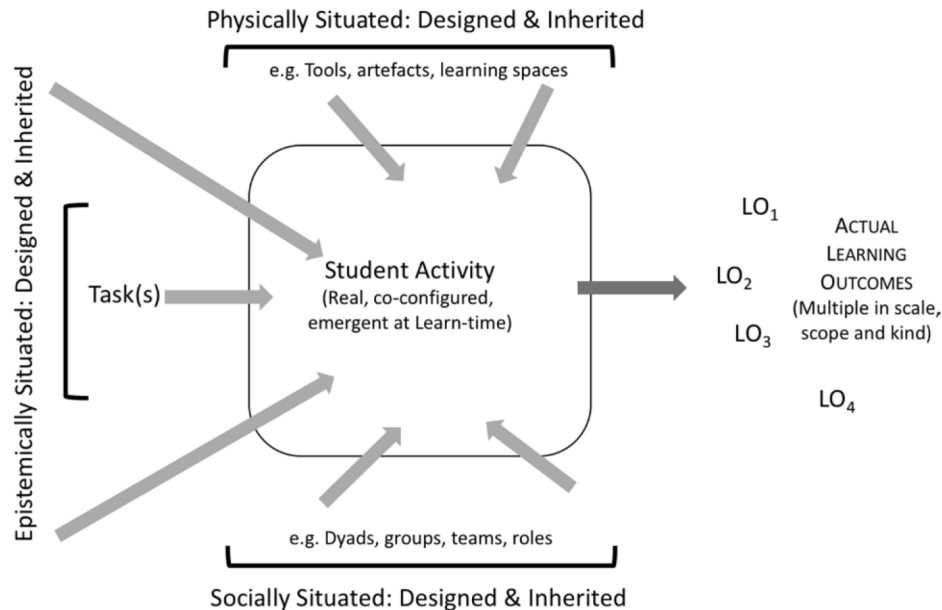 Physically Situated: Designed & Inherited
e.g. Tools, artefacts, learning spaces
Epistemically Situated: Designed & Inherited
Task(s)
Student Activity
(Real, co-configured,
emergent at Learn-time)
LO1
LO2
LO3
LO4
ACTUAL
LEARNING
OUTCOMES
(Multiple in scale,
scope and kind)
e.g. Dyads, groups, teams, roles
Socially Situated: Designed & Inherited